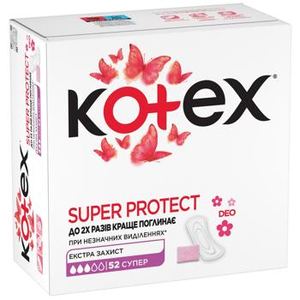 KOTEX
SUPER PROTECT
ДО 2Х РАЗІВ КРАЩЕ ПОГЛИНАЄ
ПРИ НЕЗНАЧНИХ ВИДІЛЕННЯХ*
DEO
ЕКСТРА ЗАХИСТ
52 СУПЕР